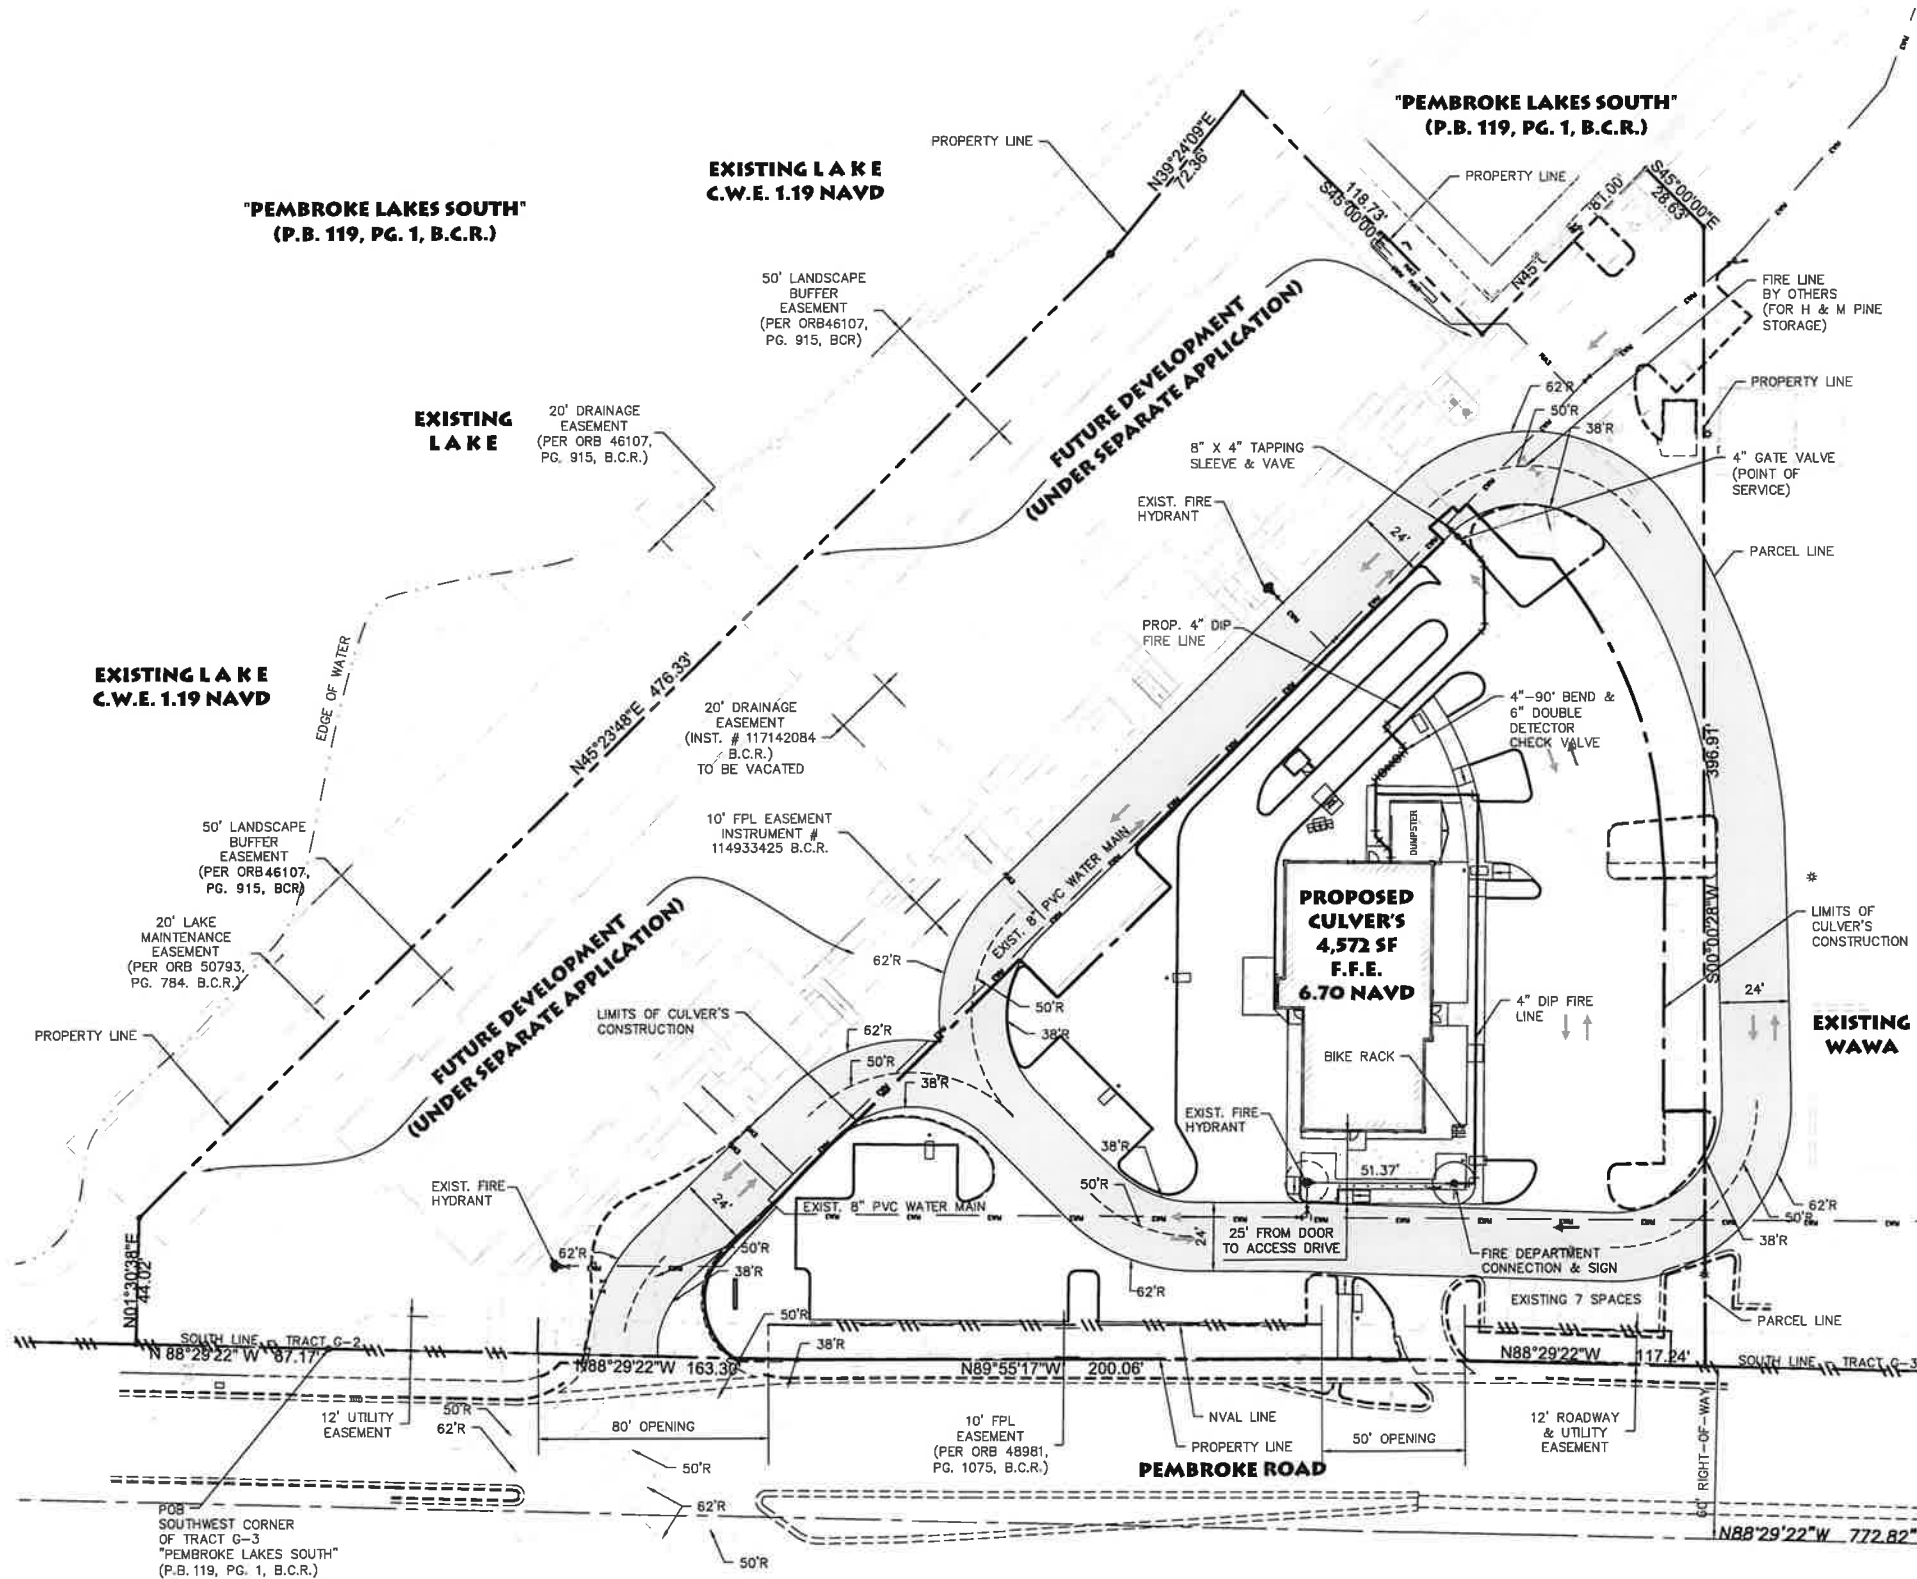 "PEMBROKE LAKES SOUTH"
(P.B. 119, PG. 1, B.C.R.)
PROPERTY LINE
N39°24'09"E
72.36'
EXISTING LAKE
C.W.E. 1.19 NAVD
118.73'
S45°00'00"E
PROPERTY LINE
81.00'
S45°00'00"E
28.63'
"PEMBROKE LAKES SOUTH"
(P.B. 119, PG. 1, B.C.R.)
50' LANDSCAPE
BUFFER
EASEMENT
(PER ORB46107,
PG. 915, BCR)
FUTURE DEVELOPMENT
(UNDER SEPARATE APPLICATION)
FIRE LINE
BY OTHERS
(FOR H & M PINE
STORAGE)
PROPERTY LINE
62'R
50'R
38'R
EXISTING
LAKE
20' DRAINAGE
EASEMENT
(PER ORB 46107,
PG. 915, B.C.R.)
8" X 4" TAPPING
SLEEVE & VAVE
4" GATE VALVE
(POINT OF
SERVICE)
EXIST. FIRE
HYDRANT
24'
PARCEL LINE
PROP. 4" DIP
FIRE LINE
EDGE OF WATER
EXISTING LAKE
C.W.E. 1.19 NAVD
N45°23'48"E 476.33'
20' DRAINAGE
EASEMENT
(INST. # 117142084
B.C.R.)
TO BE VACATED
4"-90° BEND &
6" DOUBLE
DETECTOR
CHECK VALVE
396.91'
S00°00'28"W
50' LANDSCAPE
BUFFER
EASEMENT
(PER ORB46107,
PG. 915, BCR)
10' FPL EASEMENT
INSTRUMENT #
114933425 B.C.R.
EXIST. 8" PVC WATER MAIN
DUMPSTER
PROPOSED
CULVER'S
4,572 SF
F.F.E.
6.70 NAVD
20' LAKE
MAINTENANCE
EASEMENT
(PER ORB 50793,
PG. 784. B.C.R.)
LIMITS OF
CULVER'S
CONSTRUCTION
FUTURE DEVELOPMENT
(UNDER SEPARATE APPLICATION)
62'R
50'R
38'R
24'
4" DIP FIRE
LINE
LIMITS OF CULVER'S
CONSTRUCTION
62'R
50'R
38'R
PROPERTY LINE
EXISTING
WAWA
BIKE RACK
EXIST. FIRE
HYDRANT
38'R
50'R
51.37'
EXIST. FIRE
HYDRANT
24'
EXIST. 8" PVC WATER MAIN
62'R
50'R
38'R
24'
25' FROM DOOR
TO ACCESS DRIVE
62'R
50'R
38'R
FIRE DEPARTMENT
CONNECTION & SIGN
62'R
N01°30'38"E
44.02'
EXISTING 7 SPACES
PARCEL LINE
50'R
38'R
SOUTH LINE TRACT G-2
N 88°29'22" W 87.17'
N88°29'22"W 163.30'
N89°55'17"W 200.06'
N88°29'22"W 117.24'
SOUTH LINE TRACT G-3
12' UTILITY
EASEMENT
50'R
62'R
80' OPENING
10' FPL
EASEMENT
(PER ORB 48981,
PG. 1075, B.C.R.)
NVAL LINE
PROPERTY LINE
50' OPENING
12' ROADWAY
& UTILITY
EASEMENT
60' RIGHT-OF-WAY
PEMBROKE ROAD
50'R
62'R
50'R
POB
SOUTHWEST CORNER
OF TRACT G-3
"PEMBROKE LAKES SOUTH"
(P.B. 119, PG. 1, B.C.R.)
N88°29'22"W 772.82'